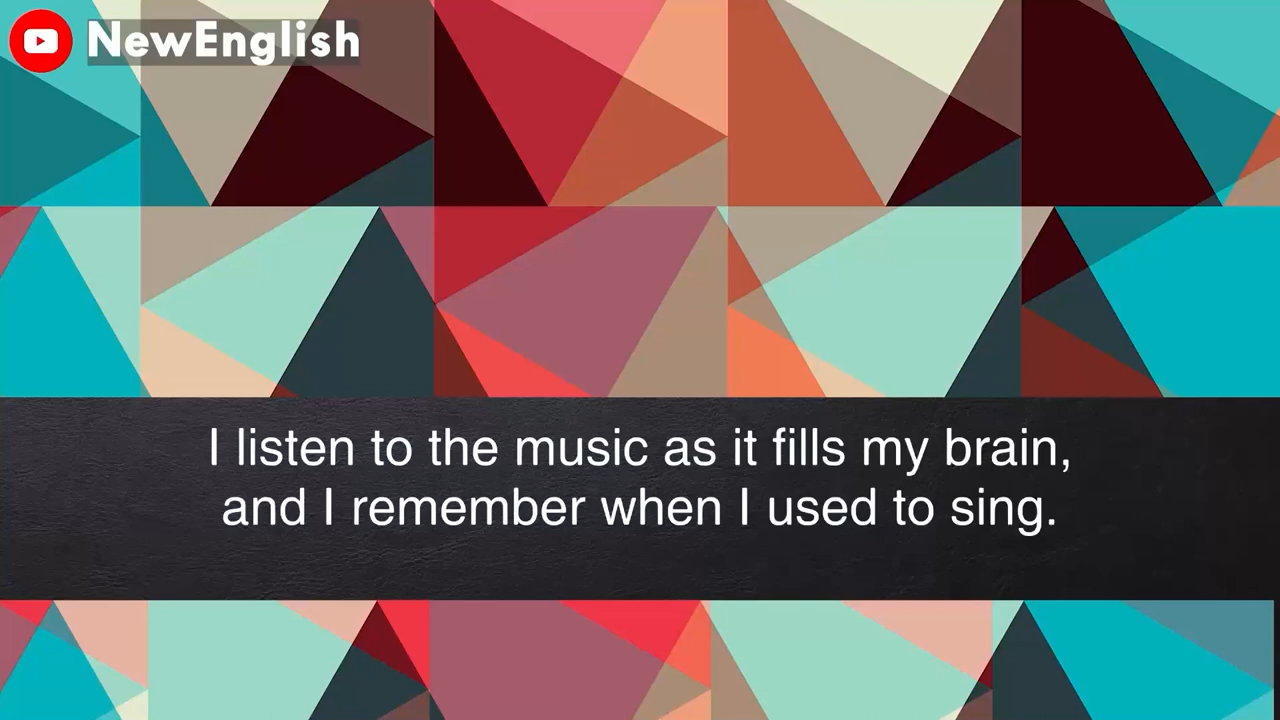 NewEnglish
I listen to the music as it fills my brain,
and I remember when I used to sing.